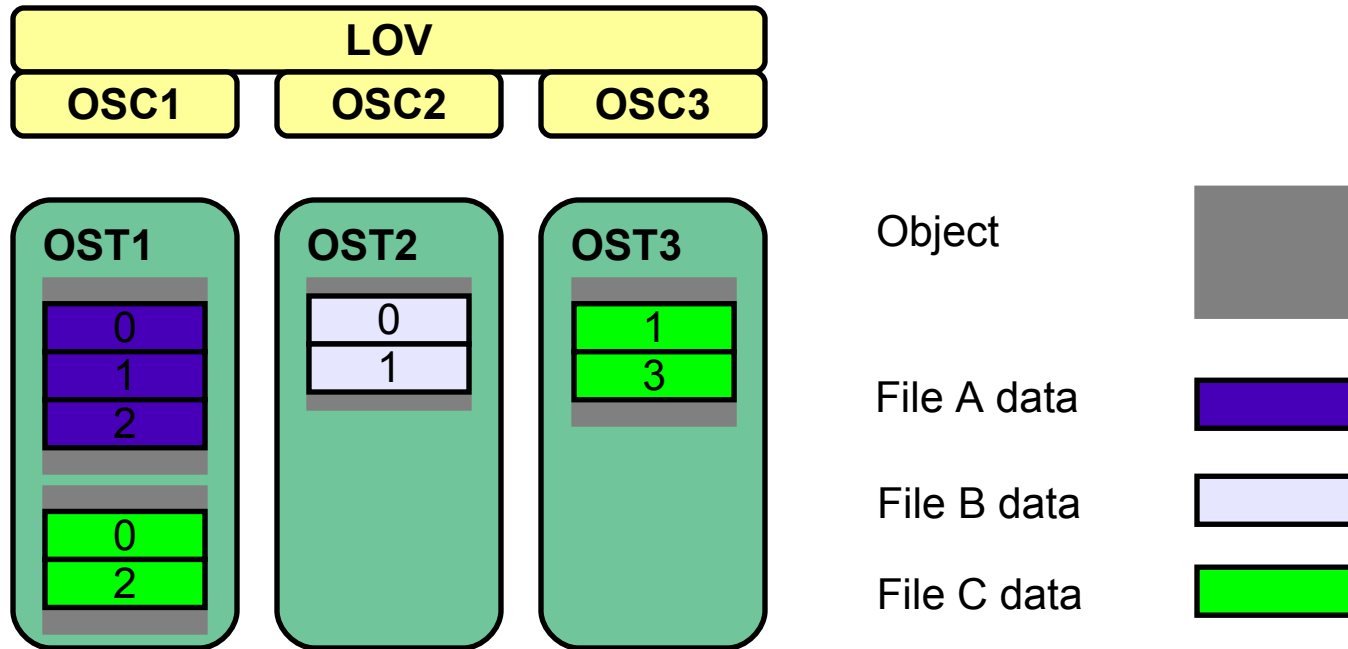 LOV
OSC1 OSC2 OSC3
OST1 OST2 OST3
0
1
2
0
2
0
1
1
3
Object
File A data
File B data
File C data